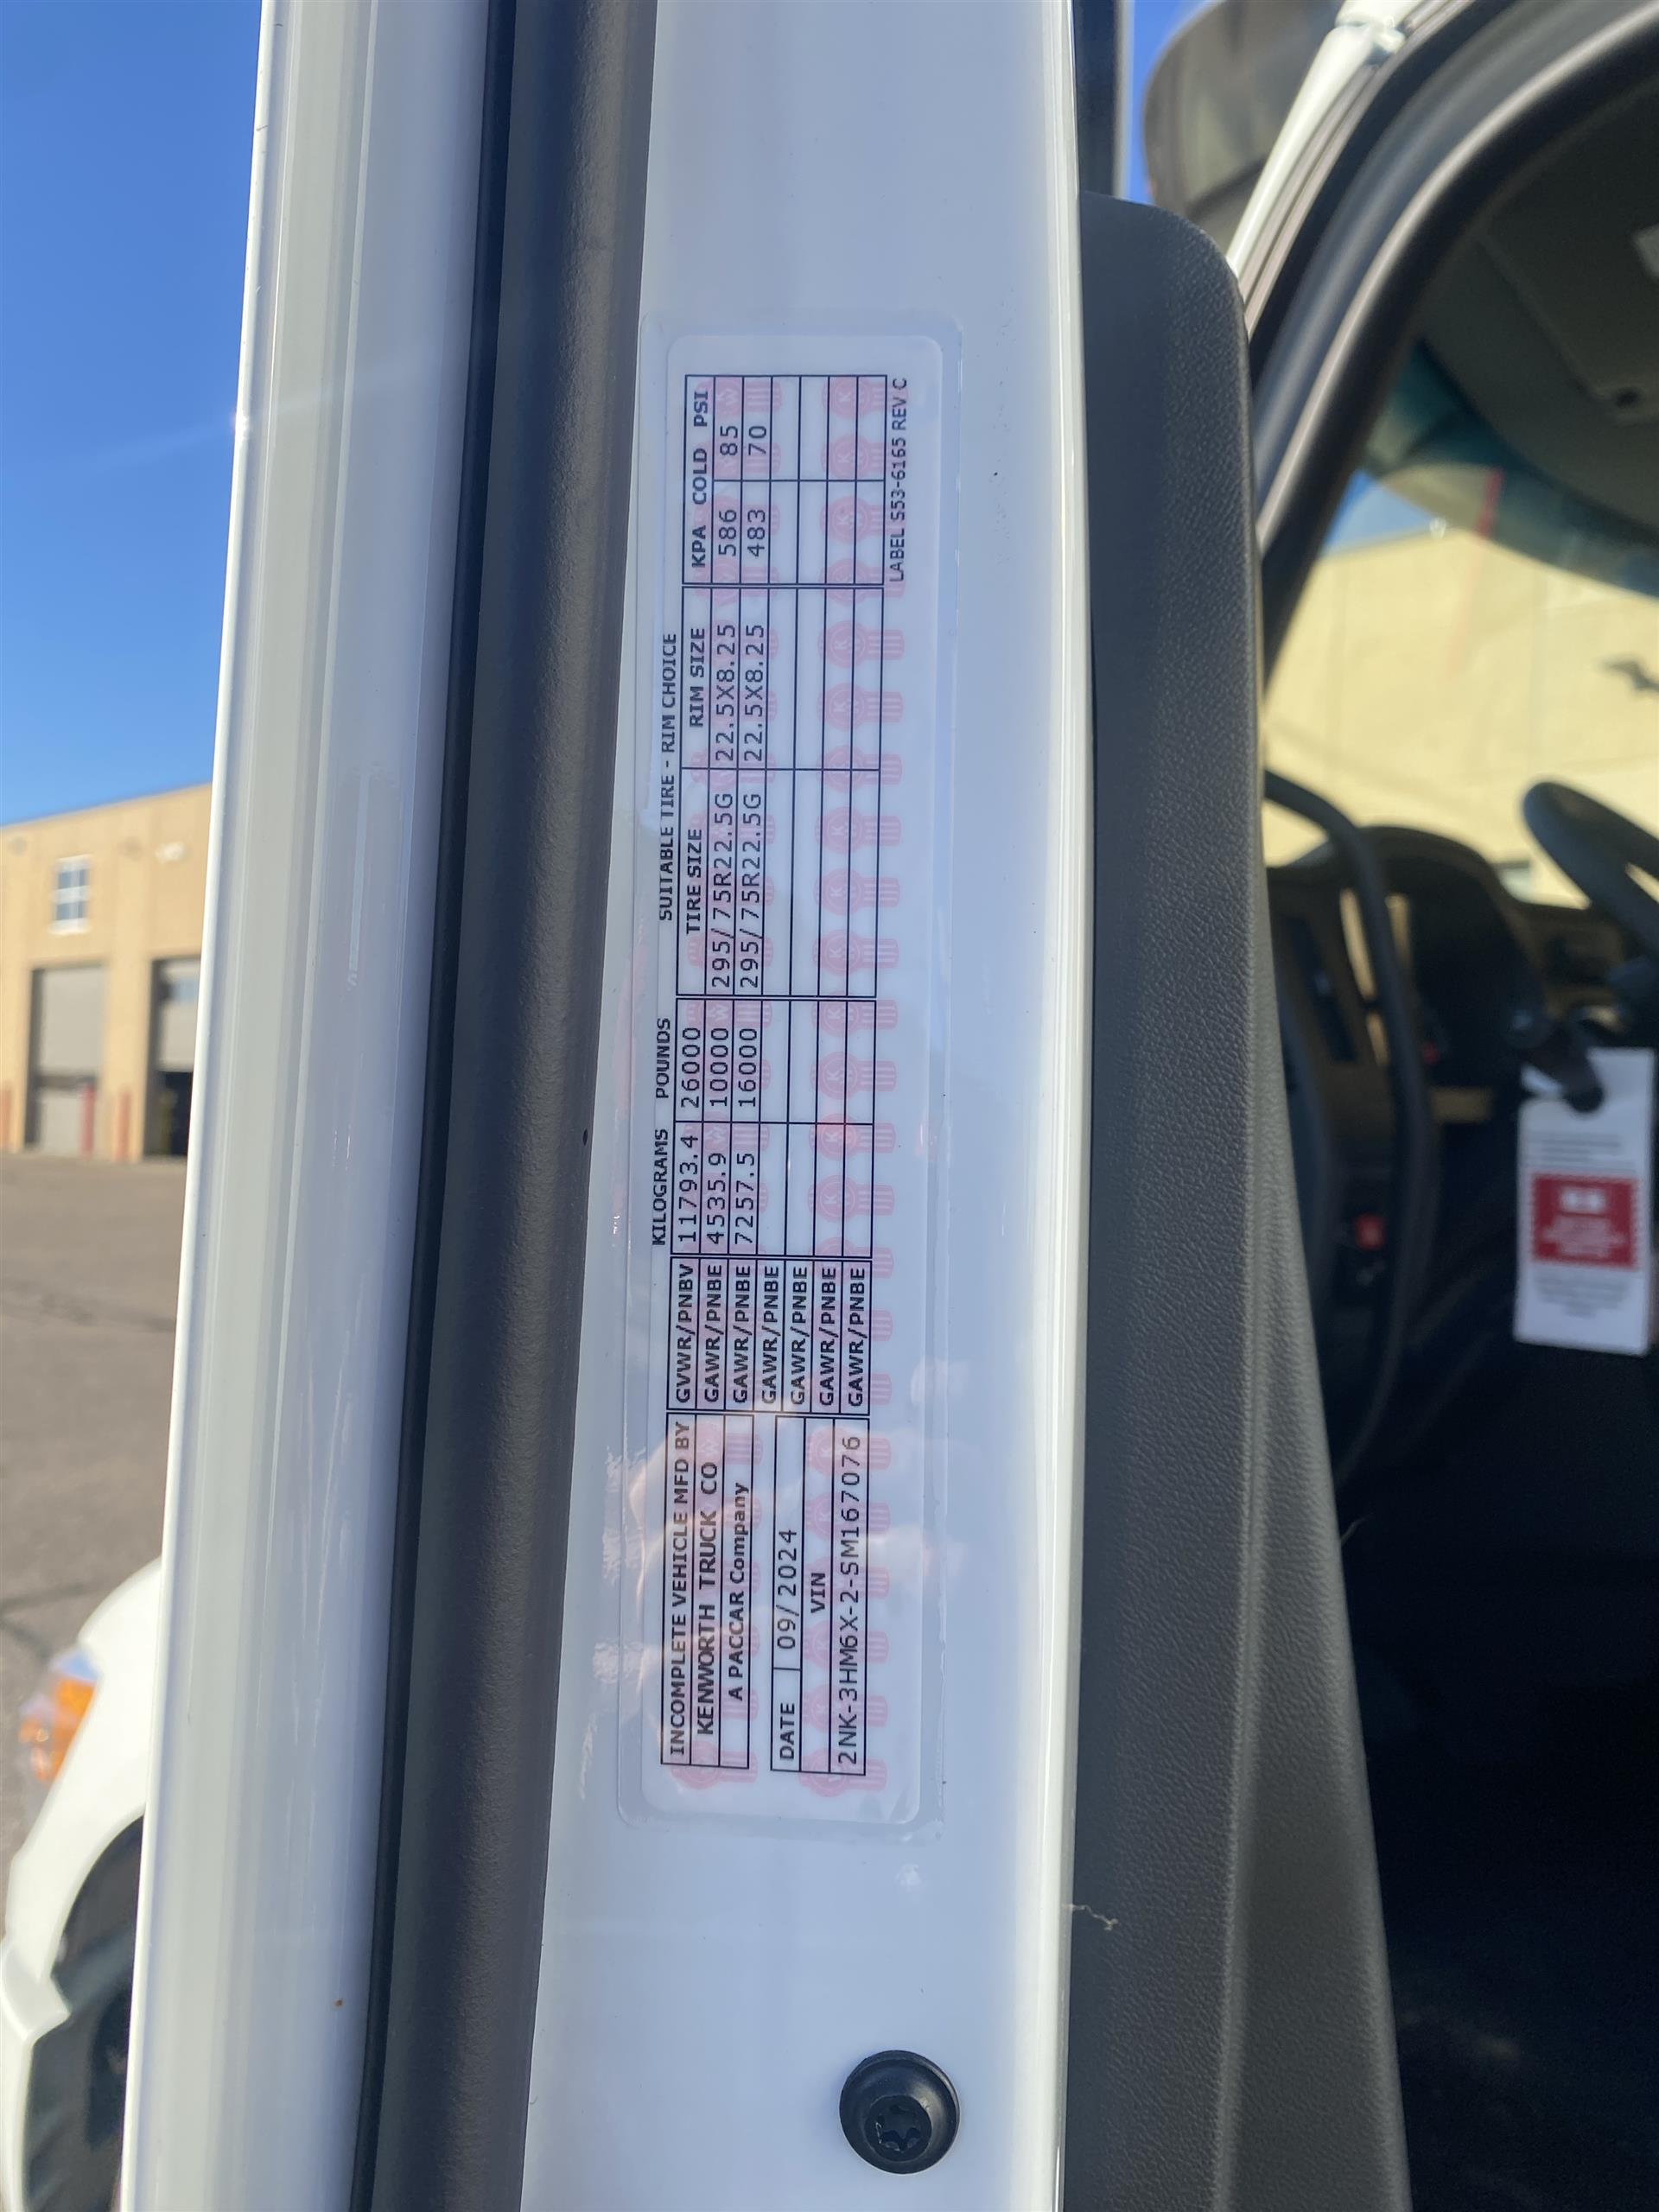 KILOGRAMS POUNDS SUITABLE TIRE - RIM CHOICE
INCOMPLETE VEHICLE MFD BY GVWR/PNBV 11793.4 26000 TIRE SIZE RIM SIZE KPA COLD PSI
KENWORTH TRUCK CO GAWR/PNBE 4535.9 10000 295/75R22.5G 22.5X8.25 586 85
A PACCAR Company GAWR/PNBE 7257.5 16000 295/75R22.5G 22.5X8.25 483 70
GAWR/PNBE
DATE 09/2024 GAWR/PNBE
VIN GAWR/PNBE
2NK-3HM6X-2-SM167076 GAWR/PNBE
LABEL S53-6165 REV C